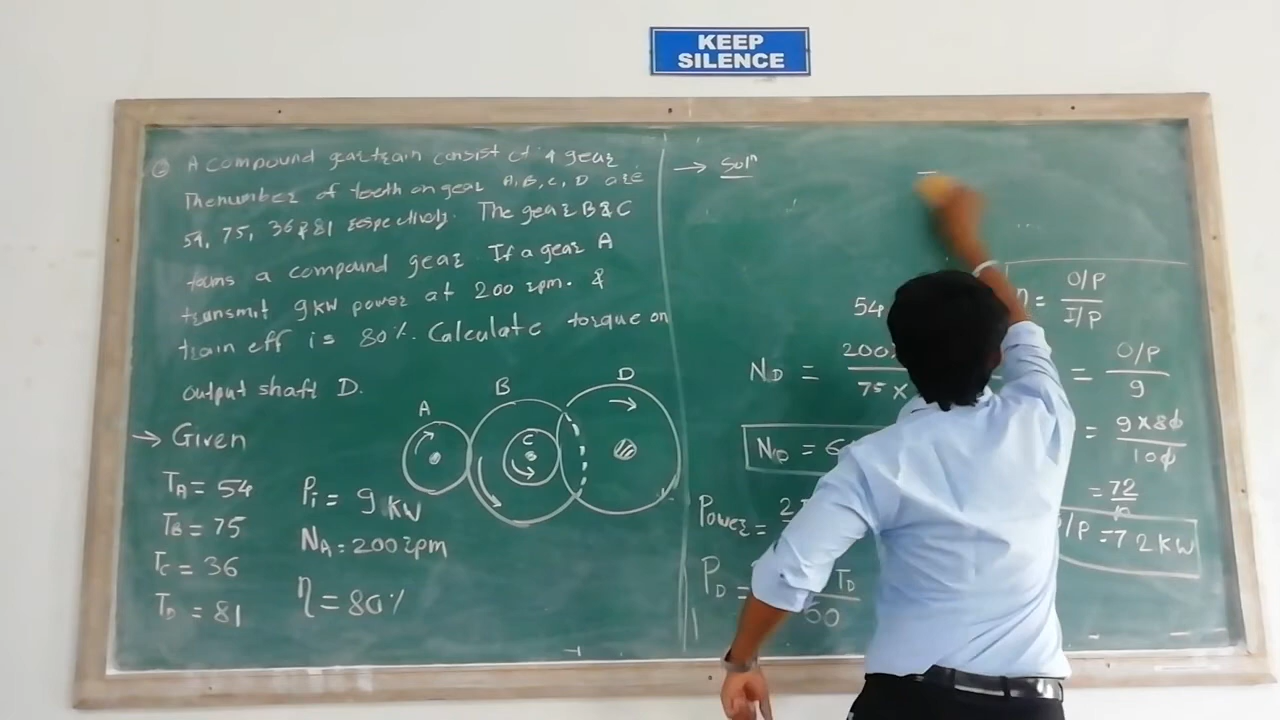 KEEP
SILENCE
A compound gear train consist of 4 gear
The number of teeth on gear A, B, C, D are
54, 75, 36 & 81 respectively. The gear B & C
forms a compound gear. If a gear A
transmit 9kW power at 200 rpm. &
train eff is 80%. Calculate torque on
output shaft D.
→ Given
TA = 54
TB = 75
TC = 36
TD = 81
Pi = 9 kW
NA = 200 rpm
η = 80%
A
B
C
D
→ Solⁿ
54
ND = 200
75 ×
ND = 6
Power = 2
PD =
TD
60
η = O/P
I/P
= O/P
9
= 9 × 80
100
= 72
O/P = 72 kW